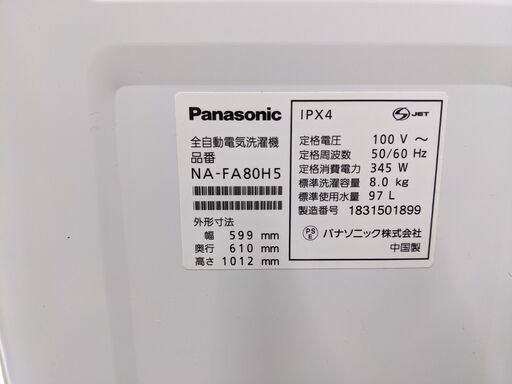 Panasonic
全自動電気洗濯機
品番
NA-FA80H5
外形寸法
幅 599 mm
奥行 610 mm
高さ 1012 mm
IPX4
S JET
定格電圧 100 V ～
定格周波数 50/60 Hz
定格消費電力 345 W
標準洗濯容量 8.0 kg
標準使用水量 97 L
製造番号 1831501899
PS E パナソニック株式会社
中国製